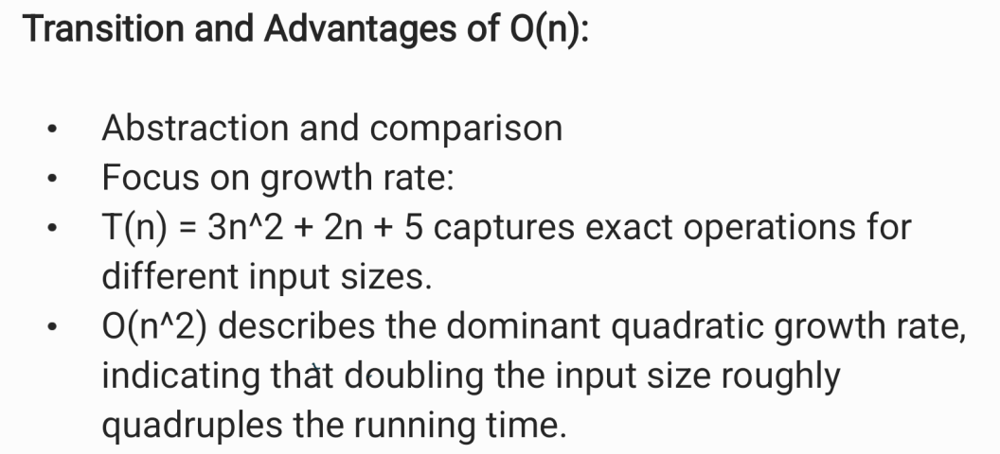 Transition and Advantages of O(n):
• Abstraction and comparison
• Focus on growth rate:
• T(n) = 3n^2 + 2n + 5 captures exact operations for
different input sizes.
• O(n^2) describes the dominant quadratic growth rate,
indicating that doubling the input size roughly
quadruples the running time.